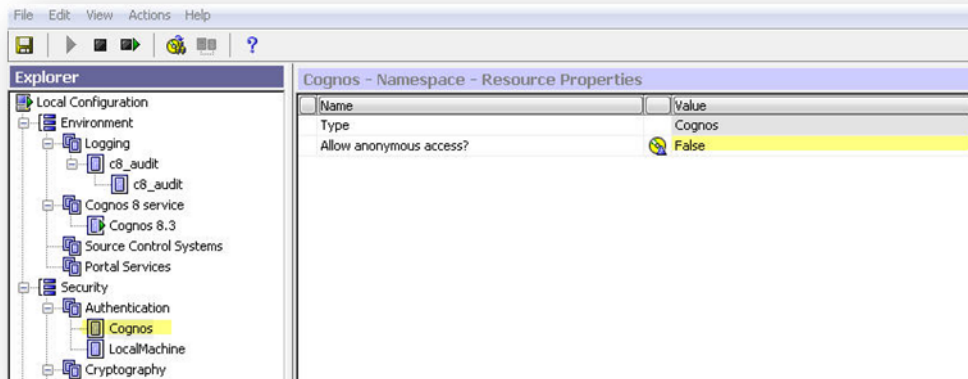 File Edit View Actions Help
?
Explorer
Local Configuration
Environment
Logging
c8_audit
c8_audit
Cognos 8 service
Cognos 8.3
Source Control Systems
Portal Services
Security
Authentication
Cognos
LocalMachine
Cryptography
Cognos - Namespace - Resource Properties
Name Value
Type Cognos
Allow anonymous access? False